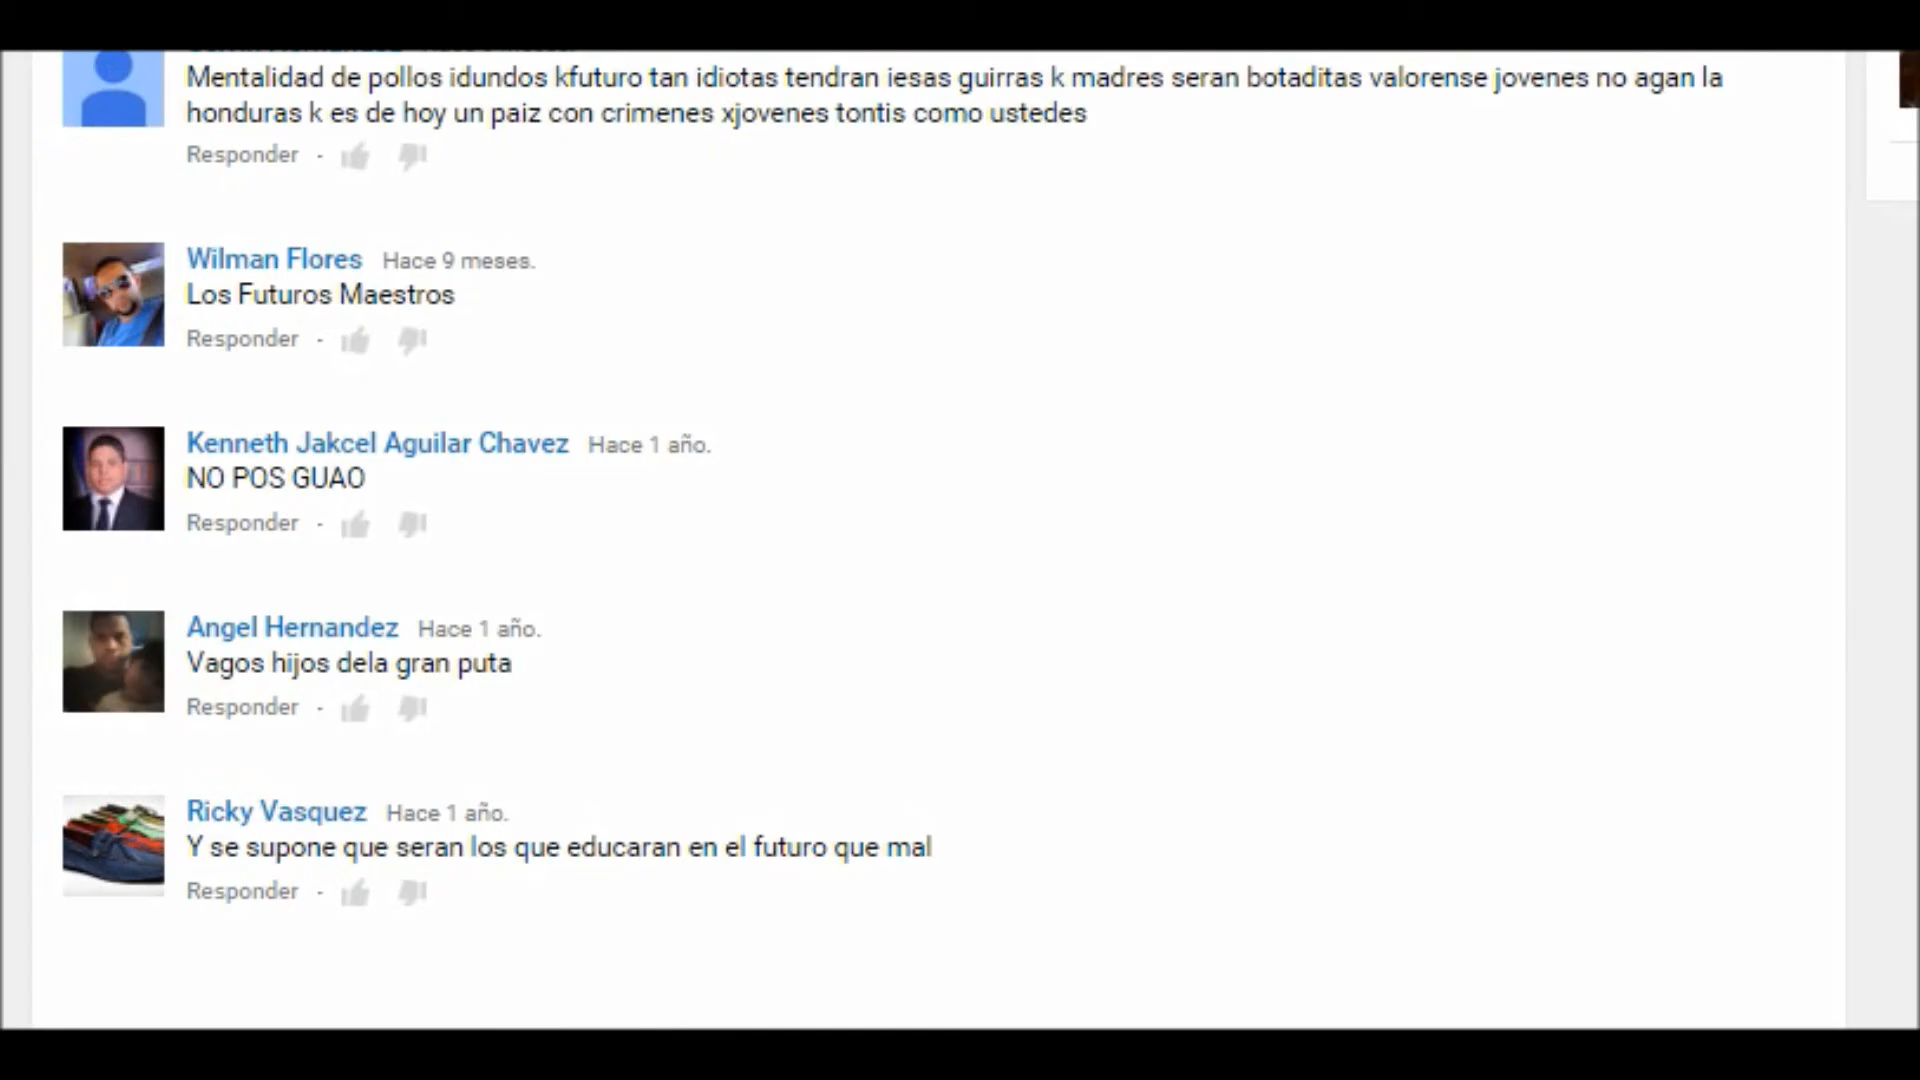 Mentalidad de pollos idundos kfuturo tan idiotas tendran iesas guirras k madres seran botaditas valorense jovenes no agan la
honduras k es de hoy un paiz con crimenes xjovenes tontis como ustedes
Responder -
Wilman Flores Hace 9 meses.
Los Futuros Maestros
Responder -
Kenneth Jakcel Aguilar Chavez Hace 1 año.
NO POS GUAO
Responder -
Angel Hernandez Hace 1 año.
Vagos hijos dela gran puta
Responder -
Ricky Vasquez Hace 1 año.
Y se supone que seran los que educaran en el futuro que mal
Responder -